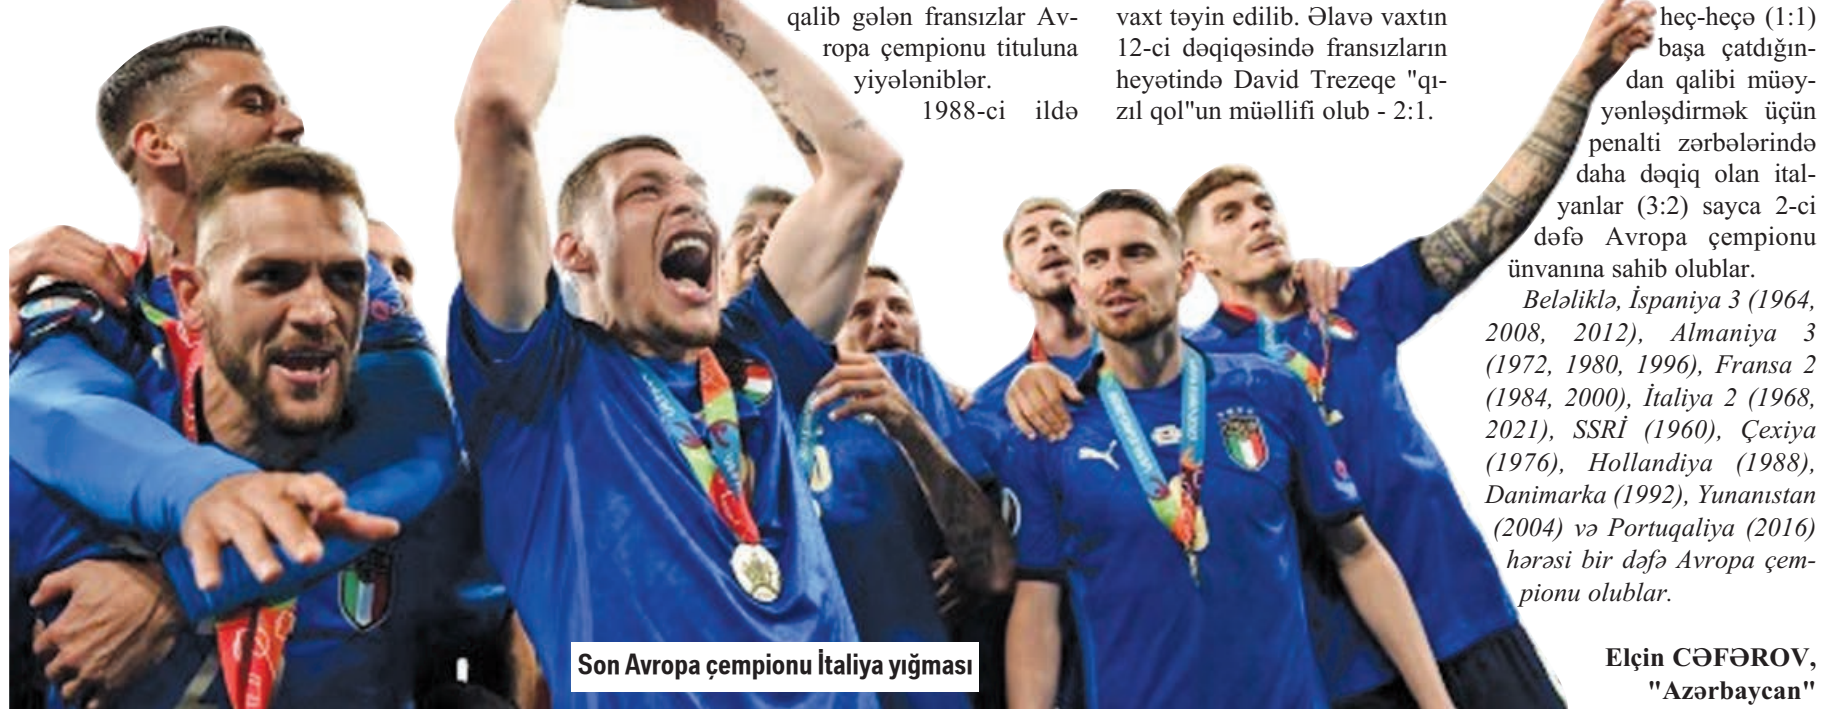 qalib gələn fransızlar Av-
ropa çempionu tituluna
yiyələniblər.
1988-ci ildə
vaxt təyin edilib. Əlavə vaxtın
12-ci dəqiqəsində fransızların
heyətində David Trezeqe "qı-
zıl qol"un müəllifi olub - 2:1.
heç-heçə (1:1)
başa çatdığın-
dan qalibi müəy-
yənləşdirmək üçün
penalti zərbələrində
daha dəqiq olan ital-
yanlar (3:2) sayca 2-ci
dəfə Avropa çempionu
ünvanına sahib olublar.
Beləliklə, İspaniya 3 (1964,
2008, 2012), Almaniya 3
(1972, 1980, 1996), Fransa 2
(1984, 2000), İtaliya 2 (1968,
2021), SSRİ (1960), Çexiya
(1976), Hollandiya (1988),
Danimarka (1992), Yunanıstan
(2004) və Portuqaliya (2016)
hərəsi bir dəfə Avropa çem-
pionu olublar.
Elçin CƏFƏROV,
"Azərbaycan"
Son Avropa çempionu İtaliya yığması